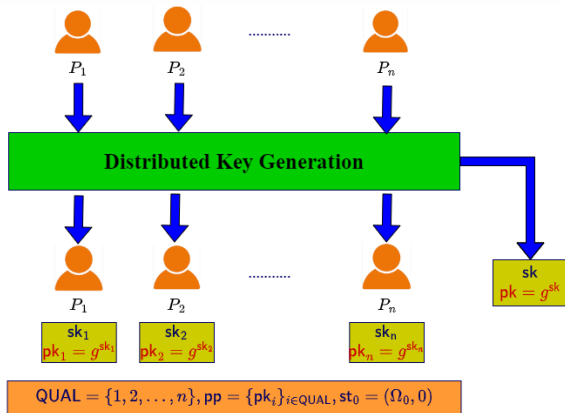 ............
P₁ P₂ Pₙ
Distributed Key Generation
............
P₁ P₂ Pₙ
sk
pk = g^sk
sk₁ sk₂ skₙ
pk₁ = g^sk₁ pk₂ = g^sk₂ pkₙ = g^skₙ
QUAL = {1, 2, . . . , n}, pp = {pkᵢ}ᵢ∈QUAL, st₀ = (Ω₀, 0)